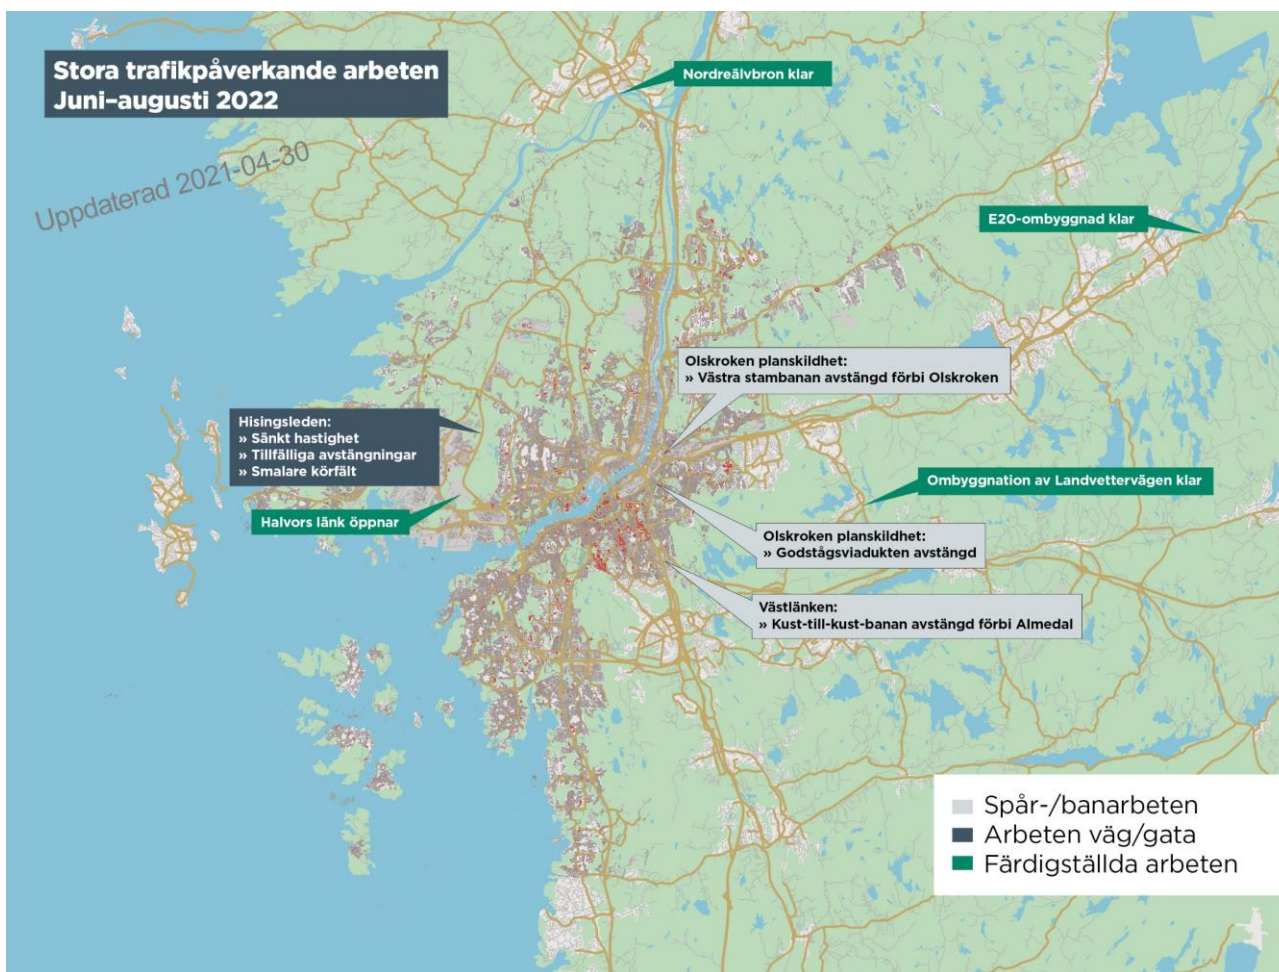 Stora trafikpåverkande arbeten
Juni–augusti 2022
Uppdaterad 2021-04-30
Nordreälvbron klar
E20-ombyggnad klar
Olskroken planskildhet:
» Västra stambanan avstängd förbi Olskroken
Hisingsleden:
» Sänkt hastighet
» Tillfälliga avstängningar
» Smalare körfält
Ombyggnation av Landvettervägen klar
Halvors länk öppnar
Olskroken planskildhet:
» Godstågsviadukten avstängd
Västlänken:
» Kust-till-kust-banan avstängd förbi Almedal
Spår-/banarbeten
Arbeten väg/gata
Färdigställda arbeten